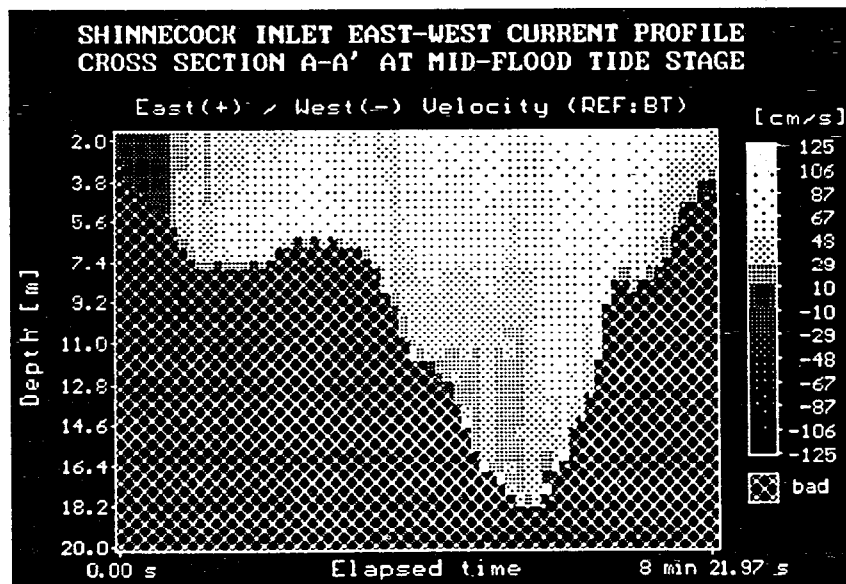 SHINNECOCK INLET EAST-WEST CURRENT PROFILE
CROSS SECTION A-A' AT MID-FLOOD TIDE STAGE
East(+) / West(-) Velocity (REF:BT)
[cm/s]
2.0
3.8
5.6
7.4
9.2
11.0
12.8
14.6
16.4
18.2
20.0
Depth [m]
0.00 s
Elapsed time
8 min 21.97 s
125
106
87
67
48
29
10
-10
-29
-48
-67
-87
-106
-125
bad